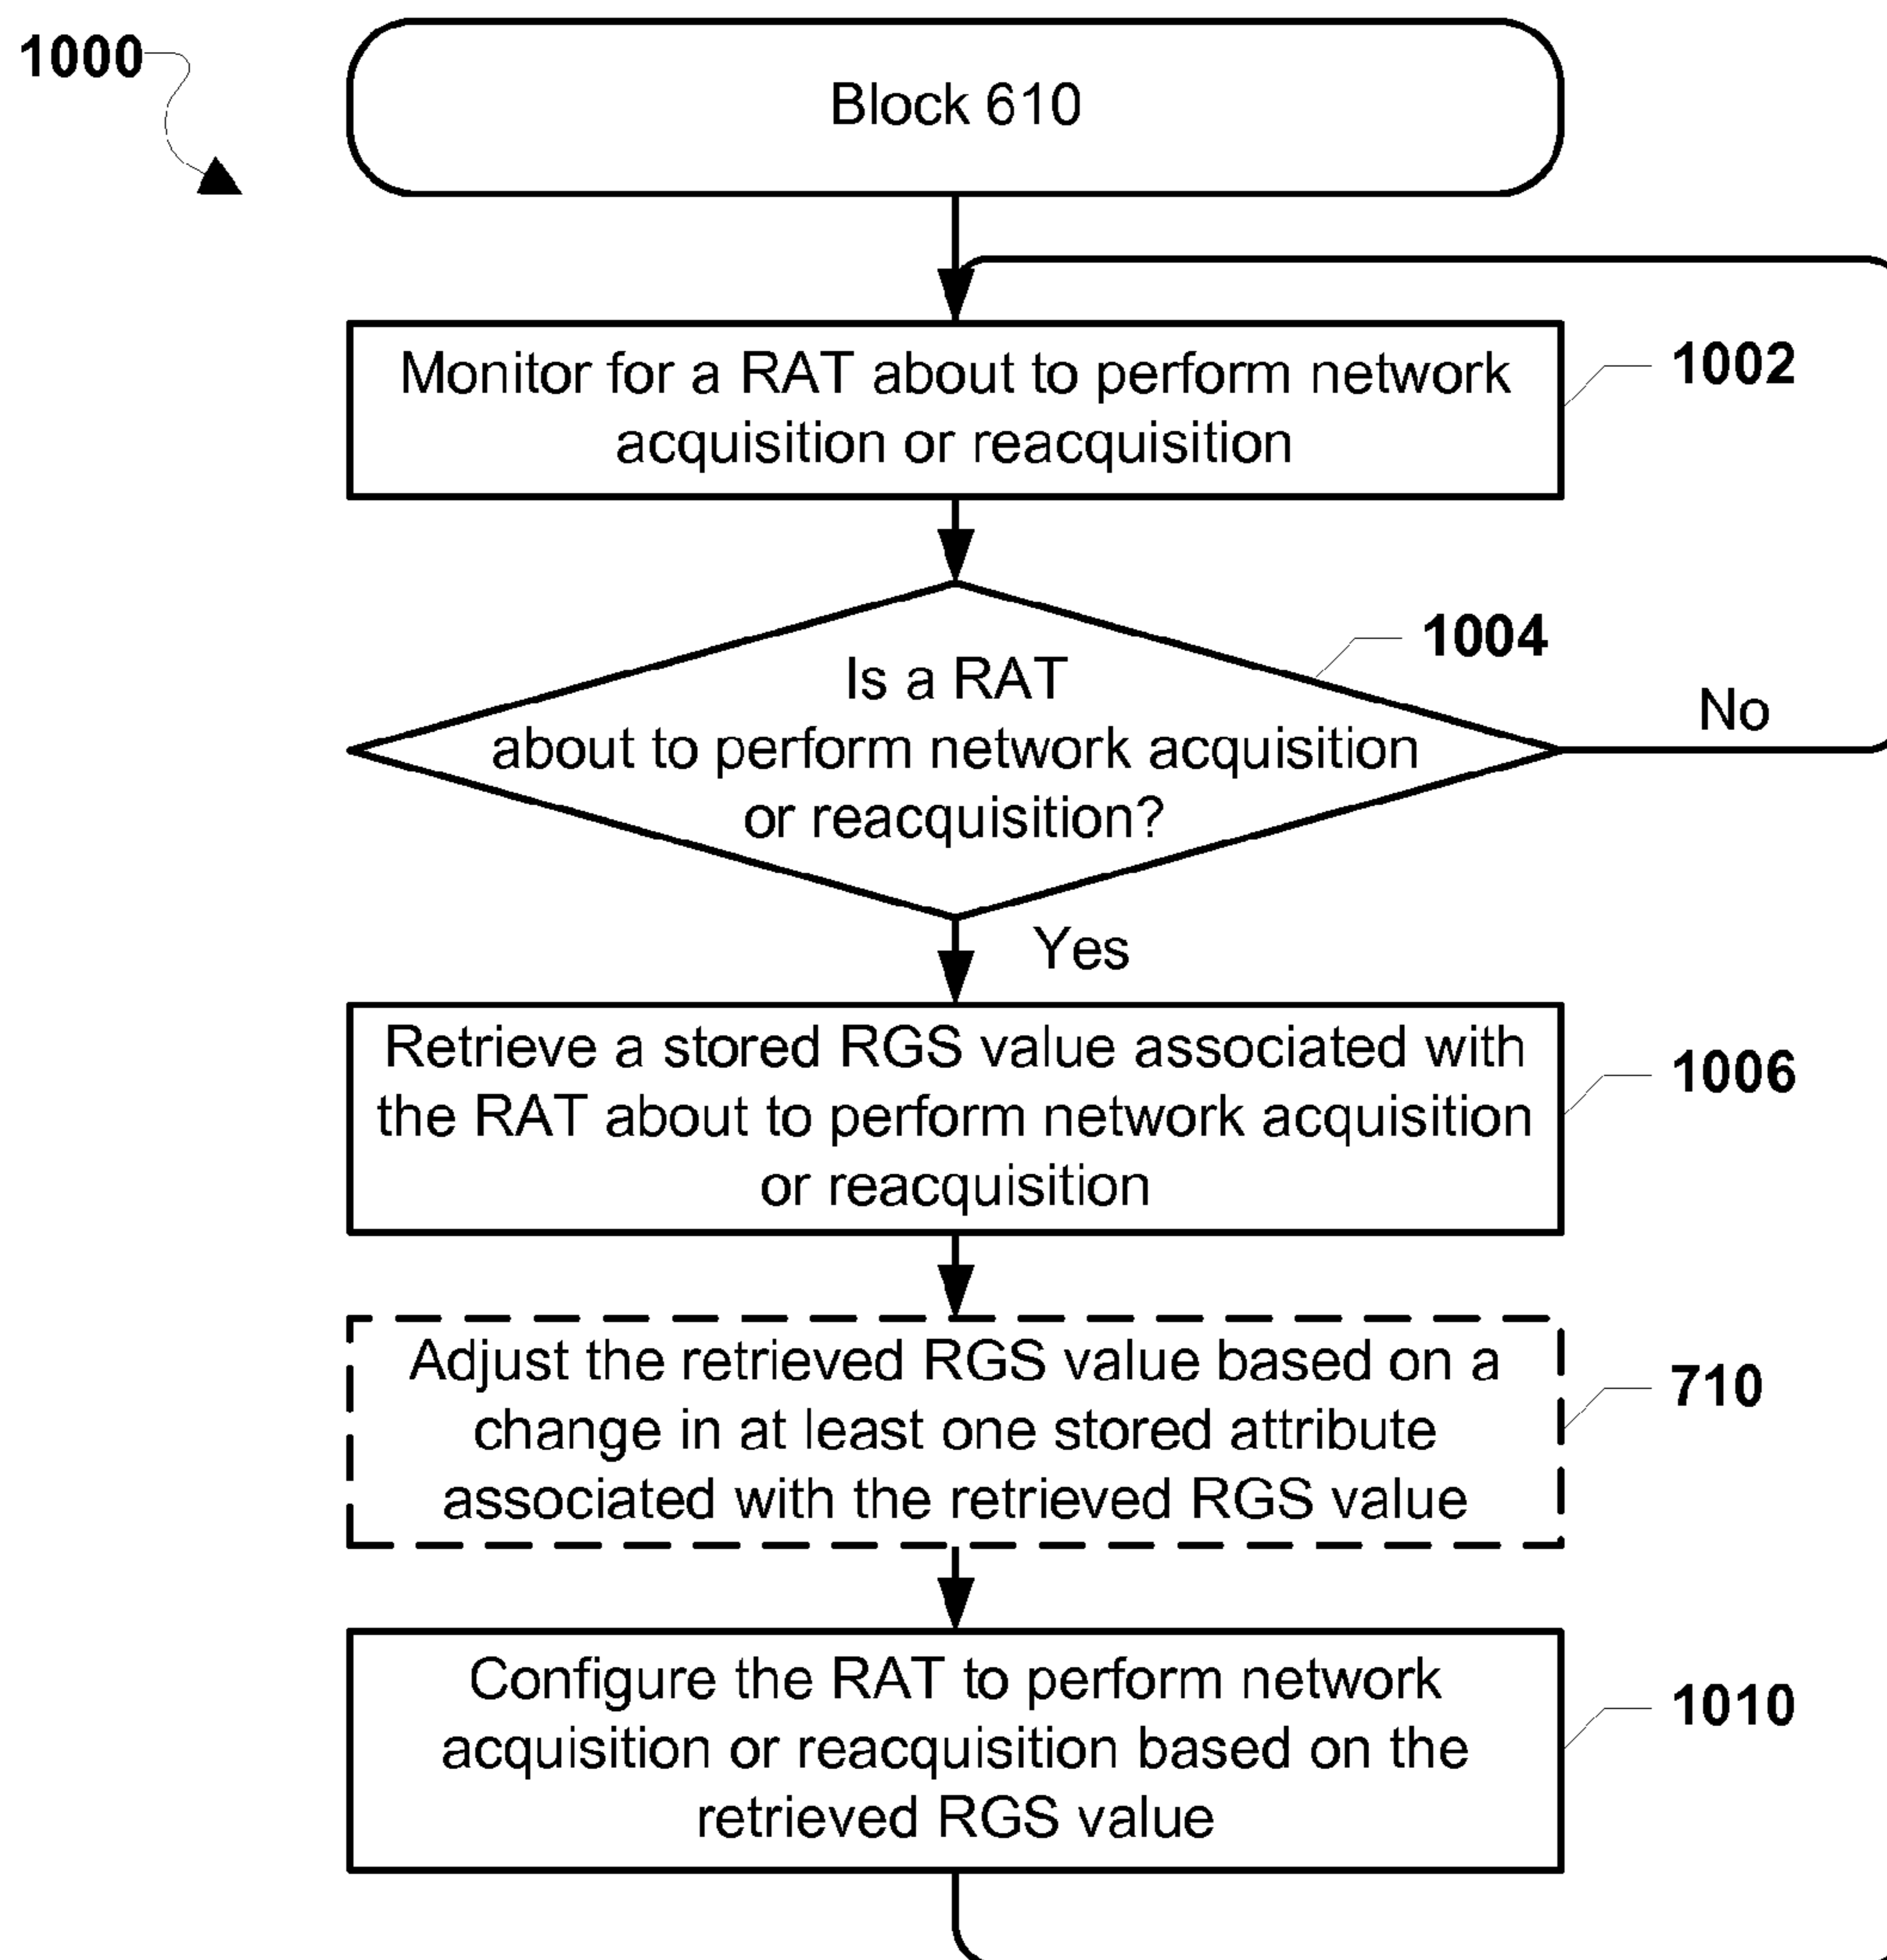 1000
Block 610
Monitor for a RAT about to perform network
acquisition or reacquisition
1002
Is a RAT
about to perform network acquisition
or reacquisition?
1004
No
Yes
Retrieve a stored RGS value associated with
the RAT about to perform network acquisition
or reacquisition
1006
Adjust the retrieved RGS value based on a
change in at least one stored attribute
associated with the retrieved RGS value
710
Configure the RAT to perform network
acquisition or reacquisition based on the
retrieved RGS value
1010